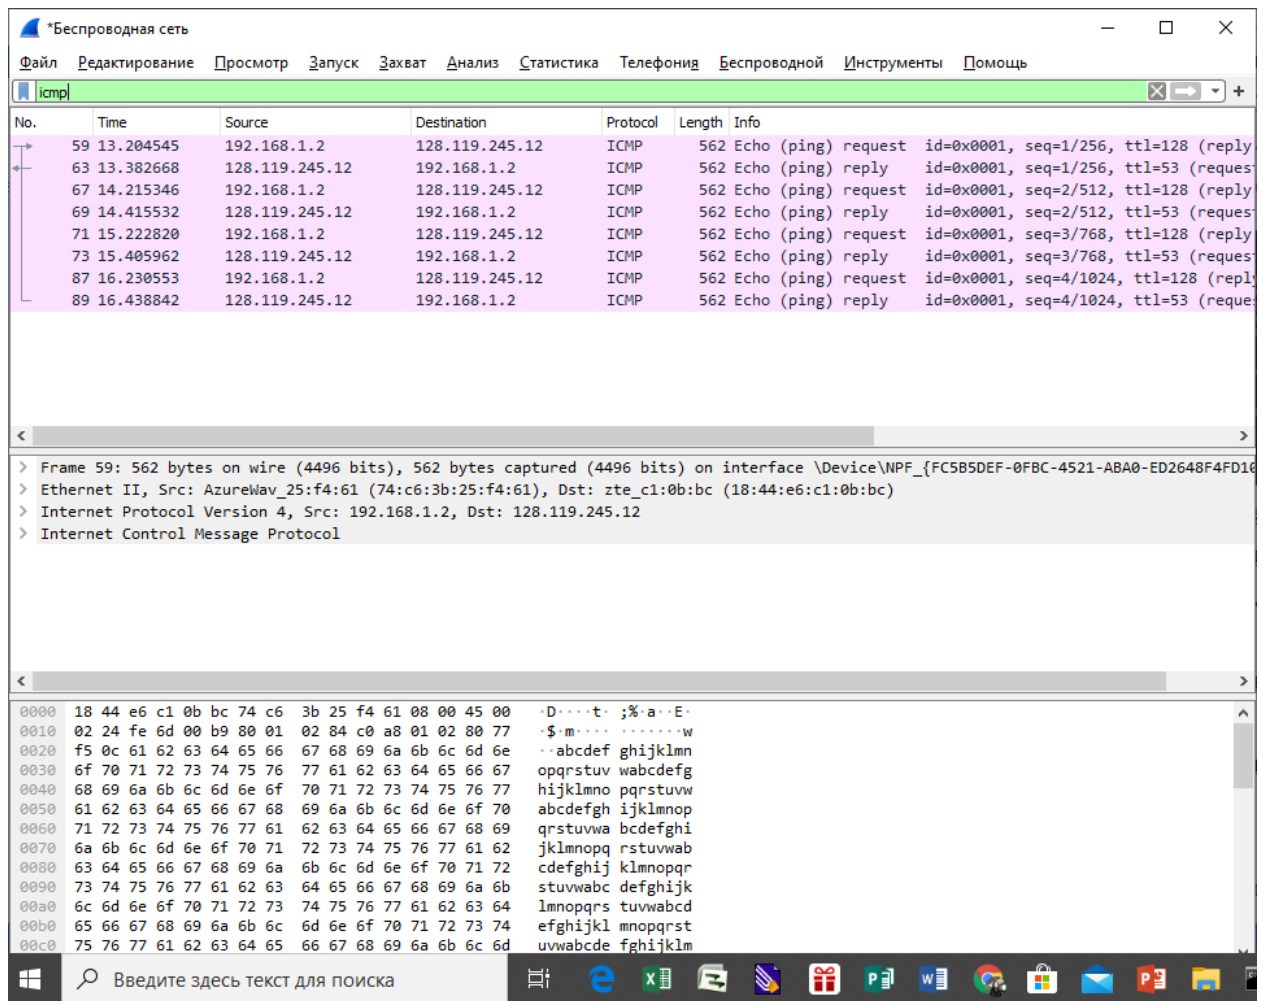 *Беспроводная сеть
Файл Редактирование Просмотр Запуск Захват Анализ Статистика Телефония Беспроводной Инструменты Помощь
icmp
No. Time Source Destination Protocol Length Info
59 13.204545 192.168.1.2 128.119.245.12 ICMP 562 Echo (ping) request id=0x0001, seq=1/256, ttl=128 (reply
63 13.382668 128.119.245.12 192.168.1.2 ICMP 562 Echo (ping) reply id=0x0001, seq=1/256, ttl=53 (reques
67 14.215346 192.168.1.2 128.119.245.12 ICMP 562 Echo (ping) request id=0x0001, seq=2/512, ttl=128 (reply
69 14.415532 128.119.245.12 192.168.1.2 ICMP 562 Echo (ping) reply id=0x0001, seq=2/512, ttl=53 (reques
71 15.222820 192.168.1.2 128.119.245.12 ICMP 562 Echo (ping) request id=0x0001, seq=3/768, ttl=128 (reply
73 15.405962 128.119.245.12 192.168.1.2 ICMP 562 Echo (ping) reply id=0x0001, seq=3/768, ttl=53 (reques
87 16.230553 192.168.1.2 128.119.245.12 ICMP 562 Echo (ping) request id=0x0001, seq=4/1024, ttl=128 (repl
89 16.438842 128.119.245.12 192.168.1.2 ICMP 562 Echo (ping) reply id=0x0001, seq=4/1024, ttl=53 (reque
Frame 59: 562 bytes on wire (4496 bits), 562 bytes captured (4496 bits) on interface \Device\NPF_{FC5B5DEF-0FBC-4521-ABA0-ED2648F4FD10
Ethernet II, Src: AzureWav_25:f4:61 (74:c6:3b:25:f4:61), Dst: zte_c1:0b:bc (18:44:e6:c1:0b:bc)
Internet Protocol Version 4, Src: 192.168.1.2, Dst: 128.119.245.12
Internet Control Message Protocol
0000 18 44 e6 c1 0b bc 74 c6 3b 25 f4 61 08 00 45 00 ·D····t· ;%·a··E·
0010 02 24 fe 6d 00 b9 80 01 02 84 c0 a8 01 02 80 77 ·$·m···· ·······w
0020 f5 0c 61 62 63 64 65 66 67 68 69 6a 6b 6c 6d 6e ··abcdef ghijklmn
0030 6f 70 71 72 73 74 75 76 77 61 62 63 64 65 66 67 opqrstuv wabcdefg
0040 68 69 6a 6b 6c 6d 6e 6f 70 71 72 73 74 75 76 77 hijklmno pqrstuvw
0050 61 62 63 64 65 66 67 68 69 6a 6b 6c 6d 6e 6f 70 abcdefgh ijklmnop
0060 71 72 73 74 75 76 77 61 62 63 64 65 66 67 68 69 qrstuvwa bcdefghi
0070 6a 6b 6c 6d 6e 6f 70 71 72 73 74 75 76 77 61 62 jklmnopq rstuvwab
0080 63 64 65 66 67 68 69 6a 6b 6c 6d 6e 6f 70 71 72 cdefghij klmnopqr
0090 73 74 75 76 77 61 62 63 64 65 66 67 68 69 6a 6b stuvwabc defghijk
00a0 6c 6d 6e 6f 70 71 72 73 74 75 76 77 61 62 63 64 lmnopqrs tuvwabcd
00b0 65 66 67 68 69 6a 6b 6c 6d 6e 6f 70 71 72 73 74 efghijkl mnopqrst
00c0 75 76 77 61 62 63 64 65 66 67 68 69 6a 6b 6c 6d uvwabcde fghijklm
Введите здесь текст для поиска